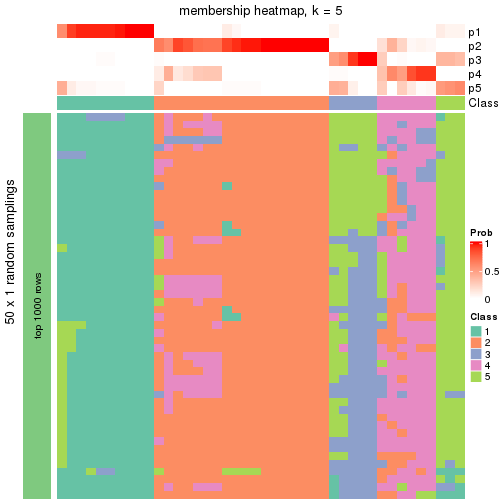 membership heatmap, k = 5
p1
p2
p3
p4
p5
Class
50 x 1 random samplings
top 1000 rows
Prob
1
0.5
0
Class
1
2
3
4
5